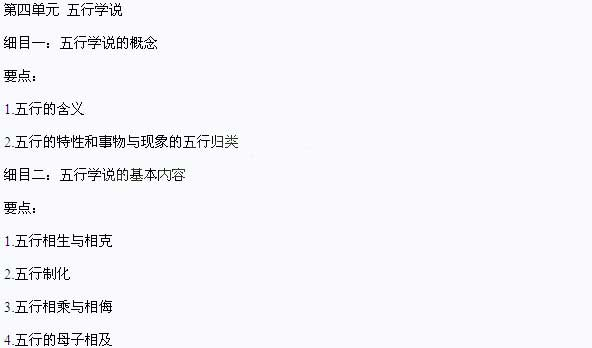 第四单元 五行学说
细目一：五行学说的概念
要点：
1.五行的含义
2.五行的特性和事物与现象的五行归类
细目二：五行学说的基本内容
要点：
1.五行相生与相克
2.五行制化
3.五行相乘与相侮
4.五行的母子相及